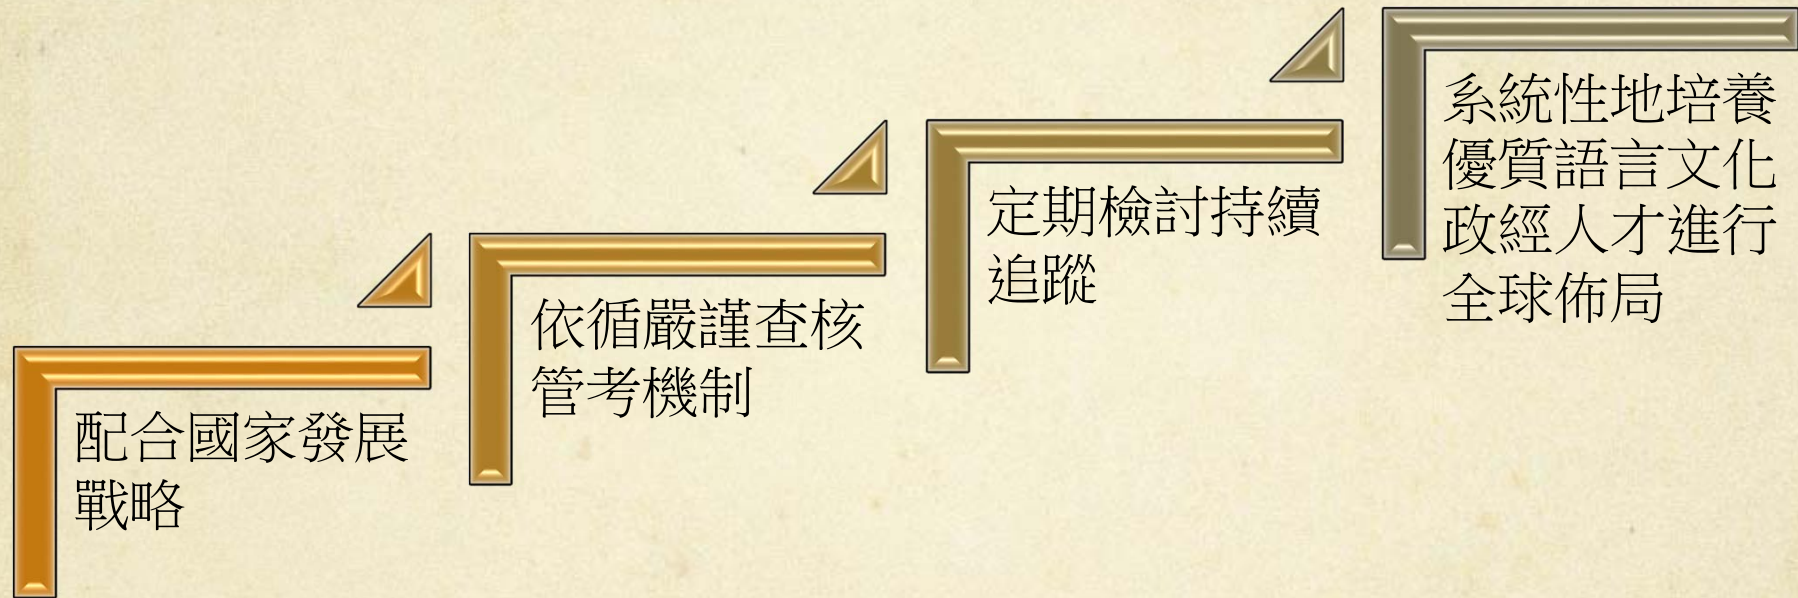 配合國家發展
戰略
依循嚴謹查核
管考機制
定期檢討持續
追蹤
系統性地培養
優質語言文化
政經人才進行
全球佈局